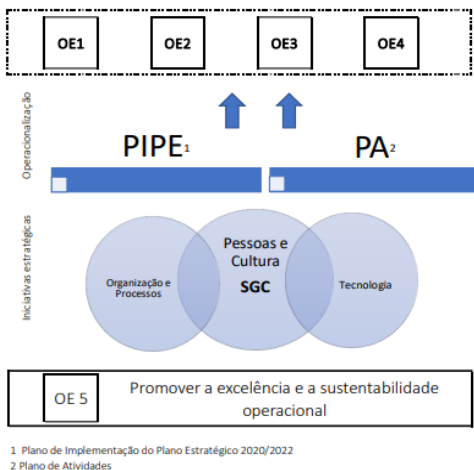 OE1 OE2 OE3 OE4
Operacionalização
PIPE1 PA2
Iniciativas estratégicas
Pessoas e
Cultura
SGC
Organização e
Processos
Tecnologia
OE 5
Promover a excelência e a sustentabilidade
operacional
1 Plano de Implementação do Plano Estratégico 2020/2022
2 Plano de Atividades